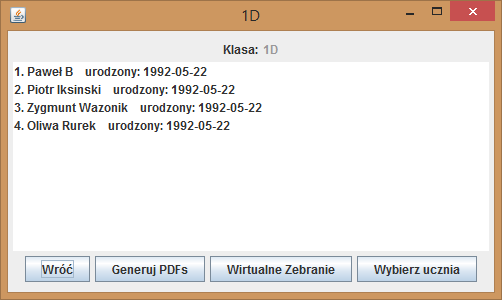 1D
Klasa: 1D
1. Paweł B urodzony: 1992-05-22
2. Piotr Iksinski urodzony: 1992-05-22
3. Zygmunt Wazonik urodzony: 1992-05-22
4. Oliwa Rurek urodzony: 1992-05-22
Wróć Generuj PDFs Wirtualne Zebranie Wybierz ucznia